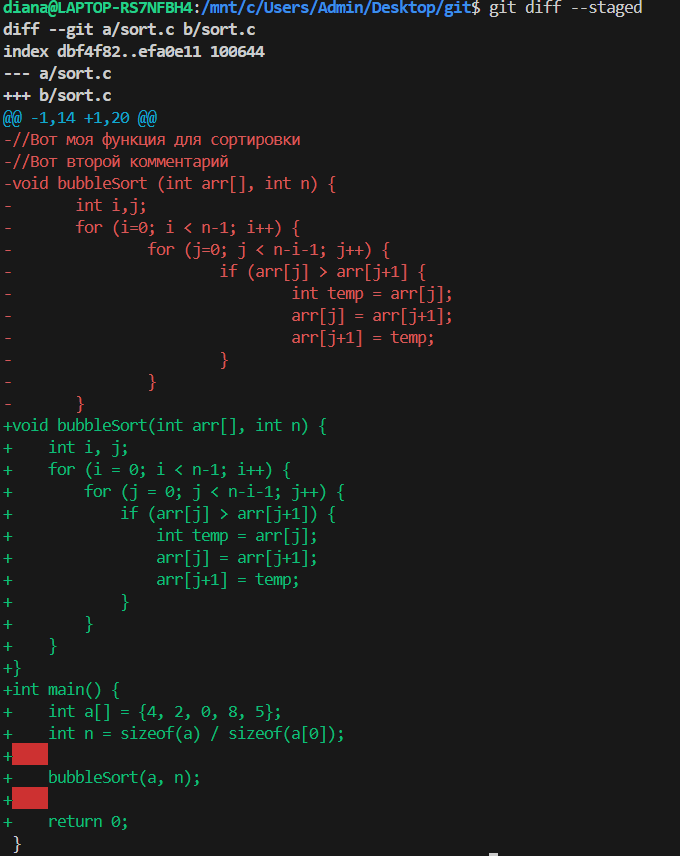 diana@LAPTOP-RS7NFBH4:/mnt/c/Users/Admin/Desktop/git$ git diff --staged
diff --git a/sort.c b/sort.c
index dbf4f82..efa0e11 100644
--- a/sort.c
+++ b/sort.c
@@ -1,14 +1,20 @@
-//Вот моя функция для сортировки
-//Вот второй комментарий
-void bubbleSort (int arr[], int n) {
-       int i,j;
-       for (i=0; i < n-1; i++) {
-               for (j=0; j < n-i-1; j++) {
-                       if (arr[j] > arr[j+1] {
-                               int temp = arr[j];
-                               arr[j] = arr[j+1];
-                               arr[j+1] = temp;
-                       }
-               }
-       }
+void bubbleSort(int arr[], int n) {
+    int i, j;
+    for (i = 0; i < n-1; i++) {
+        for (j = 0; j < n-i-1; j++) {
+            if (arr[j] > arr[j+1]) {
+                int temp = arr[j];
+                arr[j] = arr[j+1];
+                arr[j+1] = temp;
+            }
+        }
+    }
+}
+int main() {
+    int a[] = {4, 2, 0, 8, 5};
+    int n = sizeof(a) / sizeof(a[0]);
+
+    bubbleSort(a, n);
+
+    return 0;
 }